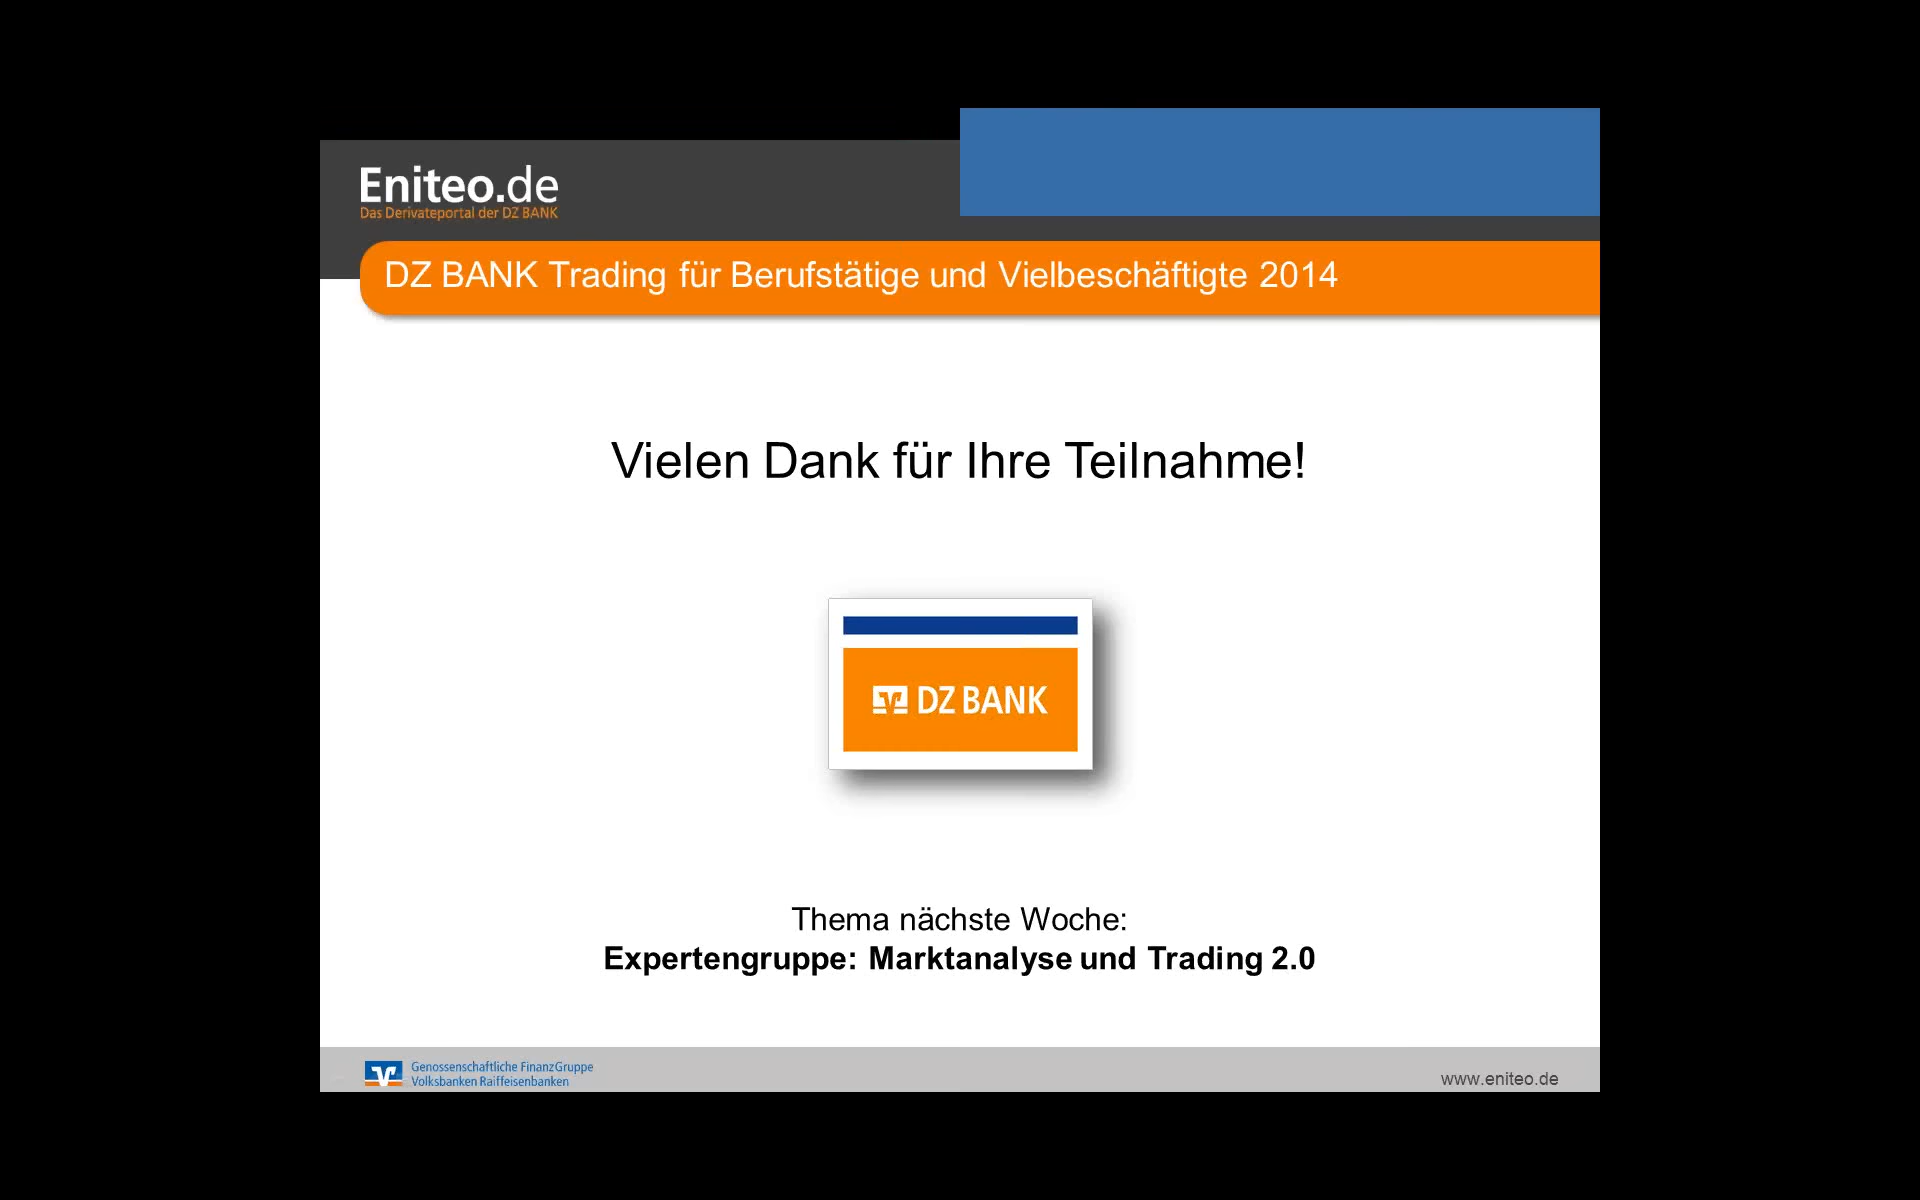 Eniteo.de
Das Derivateportal der DZ BANK
DZ BANK Trading für Berufstätige und Vielbeschäftigte 2014
Vielen Dank für Ihre Teilnahme!
DZ BANK
Thema nächste Woche:
Expertengruppe: Marktanalyse und Trading 2.0
Genossenschaftliche FinanzGruppe
Volksbanken Raiffeisenbanken
www.eniteo.de